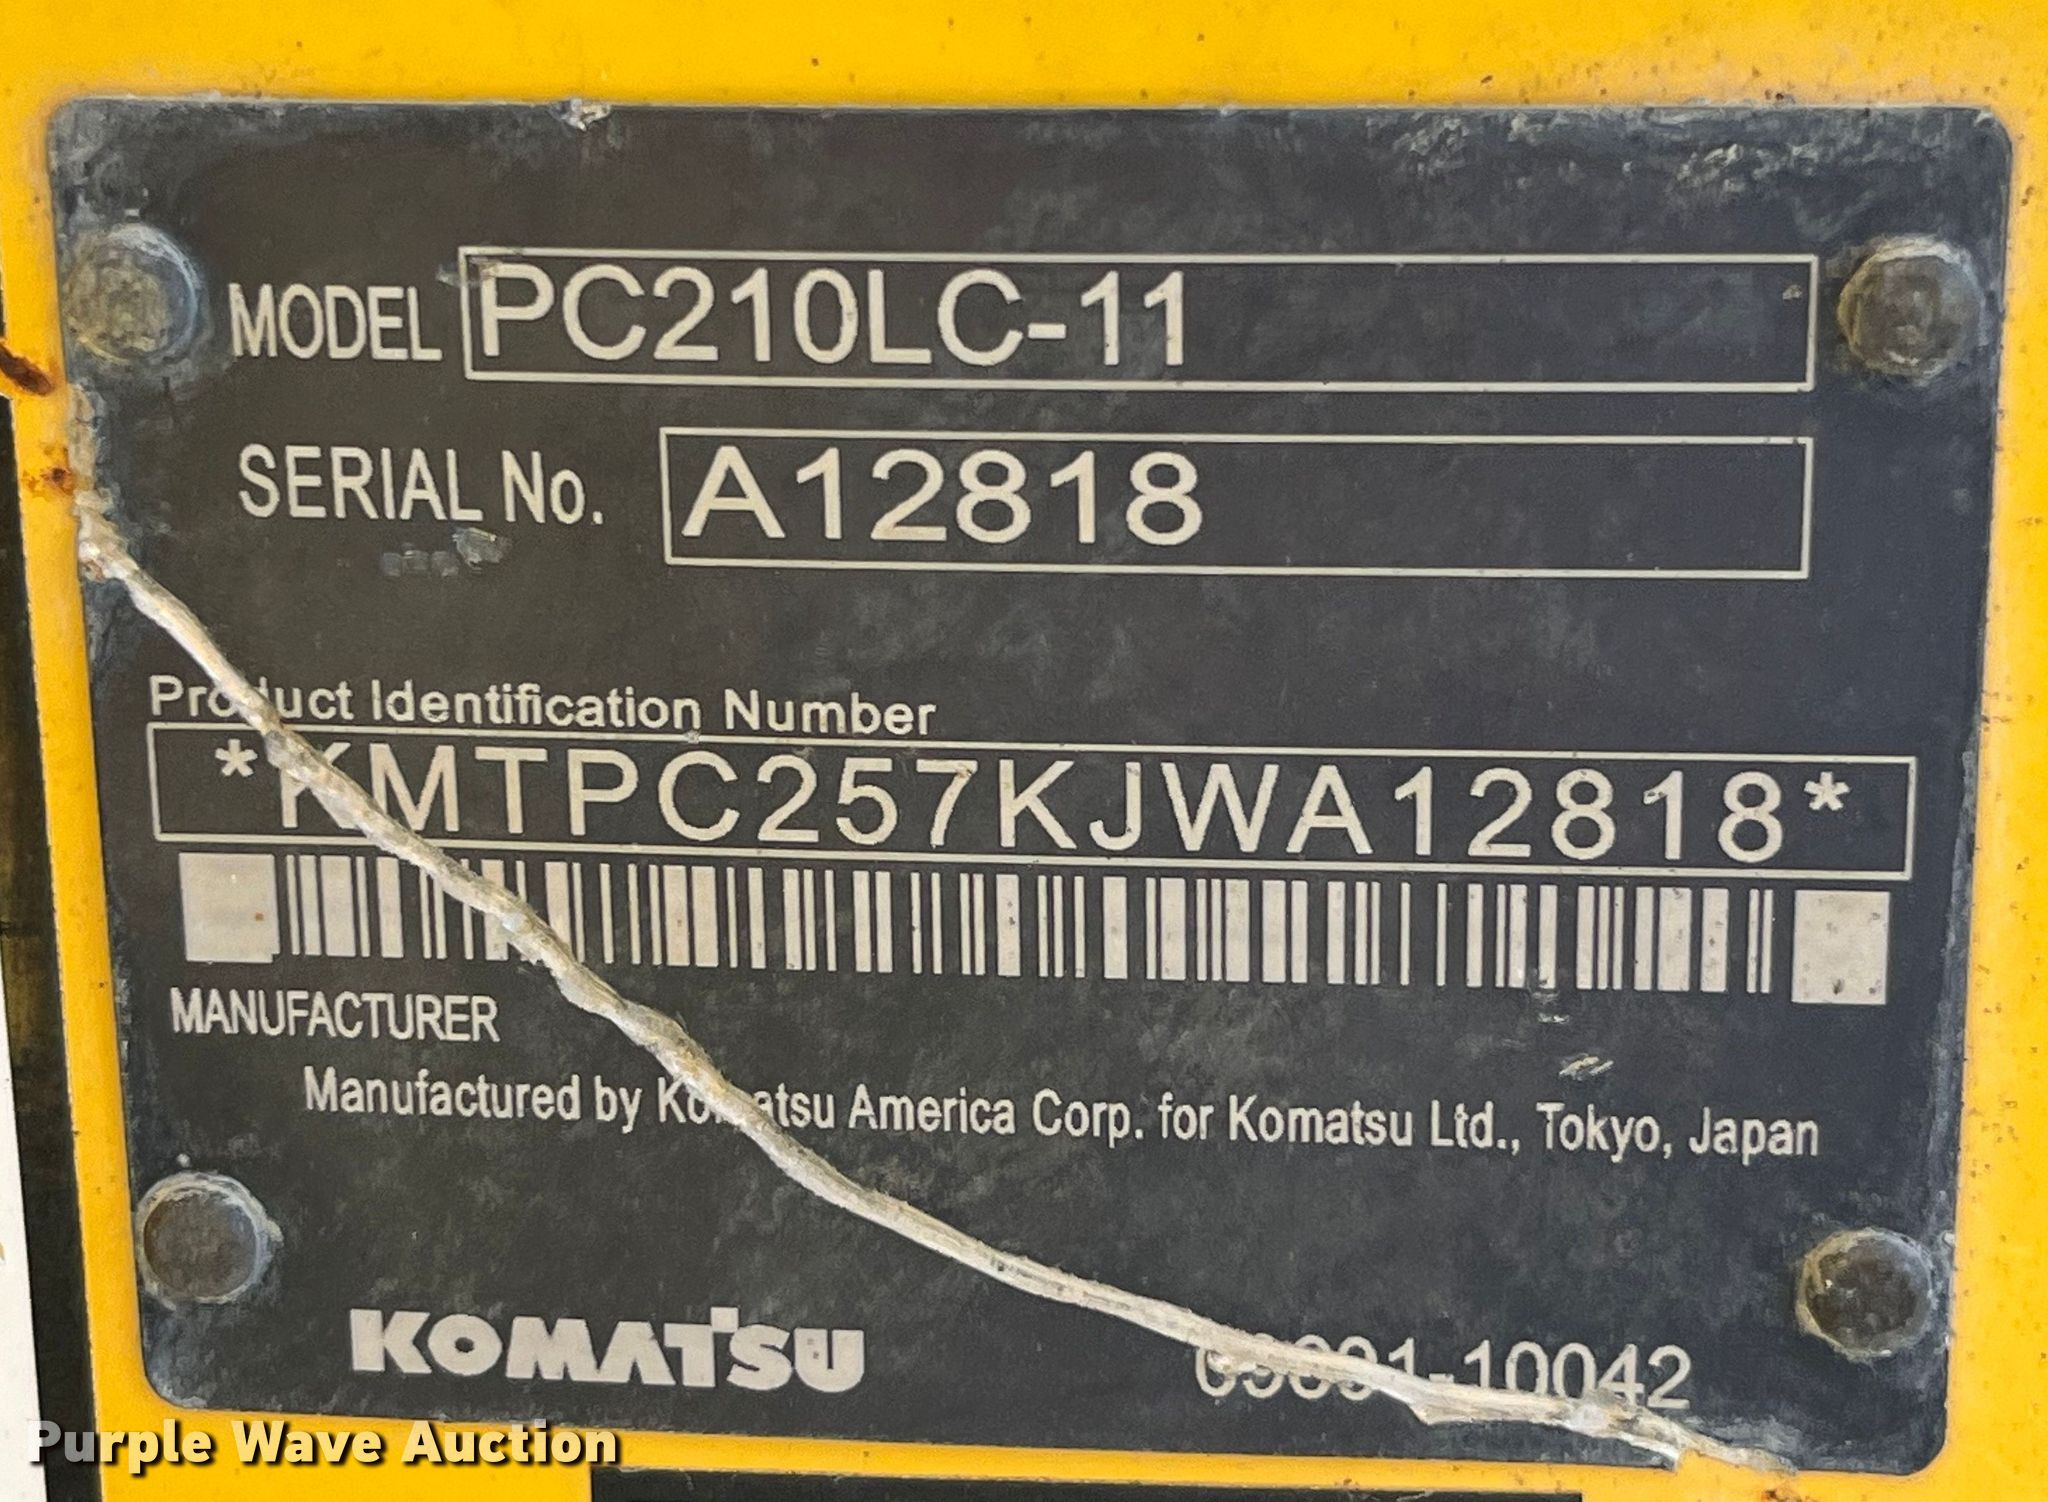 MODEL PC210LC-11
SERIAL No. A12818
Product Identification Number
*KMTPC257KJWA12818*
MANUFACTURER
Manufactured by Komatsu America Corp. for Komatsu Ltd., Tokyo, Japan
KOMATSU
Purple Wave Auction